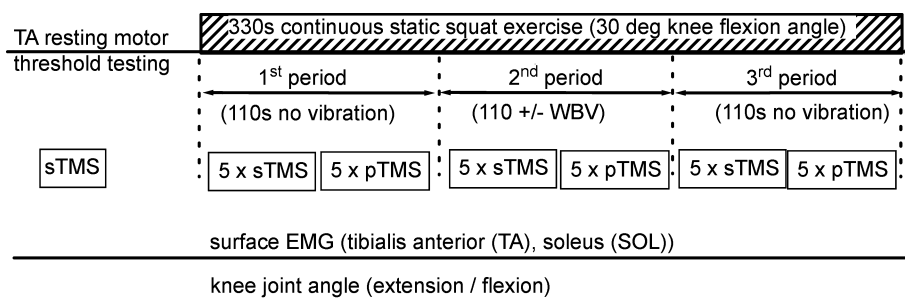 330s continuous static squat exercise (30 deg knee flexion angle)
TA resting motor
threshold testing
1st period
2nd period
3rd period
(110s no vibration)
(110 +/- WBV)
(110s no vibration)
sTMS
5 x sTMS
5 x pTMS
5 x sTMS
5 x pTMS
5 x sTMS
5 x pTMS
surface EMG (tibialis anterior (TA), soleus (SOL))
knee joint angle (extension / flexion)